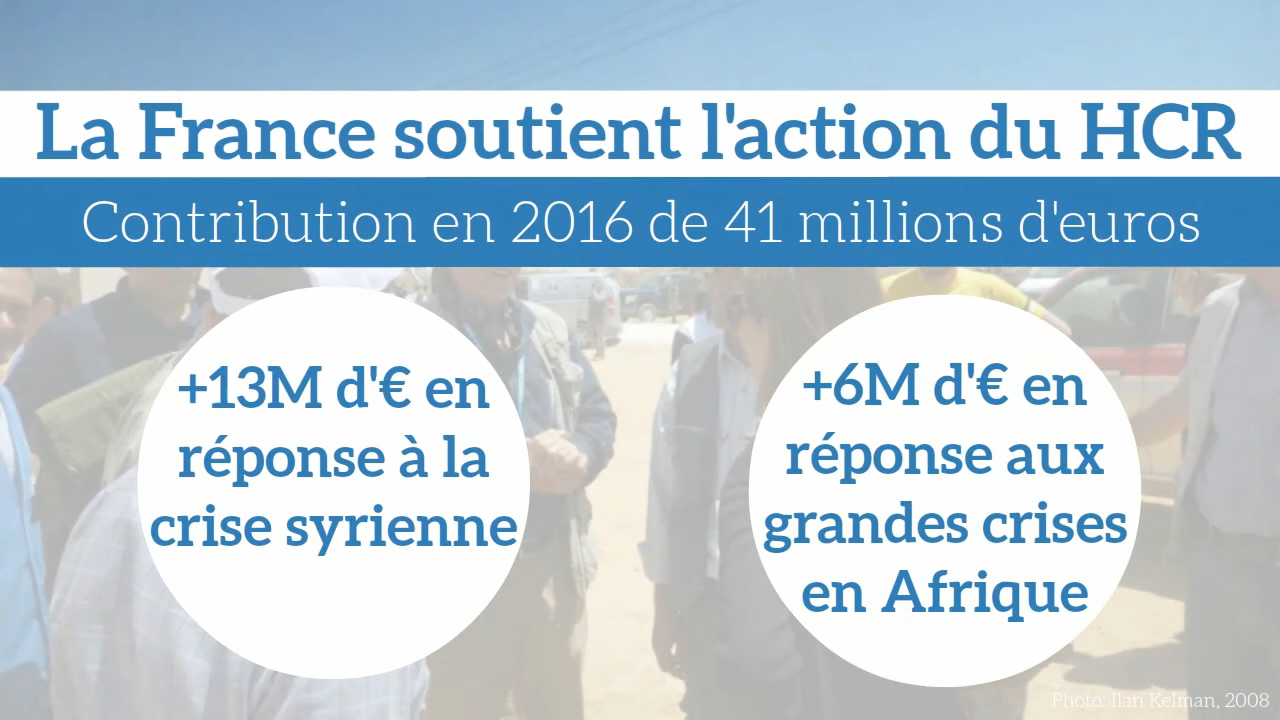 La France soutient l'action du HCR
Contribution en 2016 de 41 millions d'euros
+13M d'€ en
réponse à la
crise syrienne
+6M d'€ en
réponse aux
grandes crises
en Afrique
Photo: Ilan Kelman, 2008